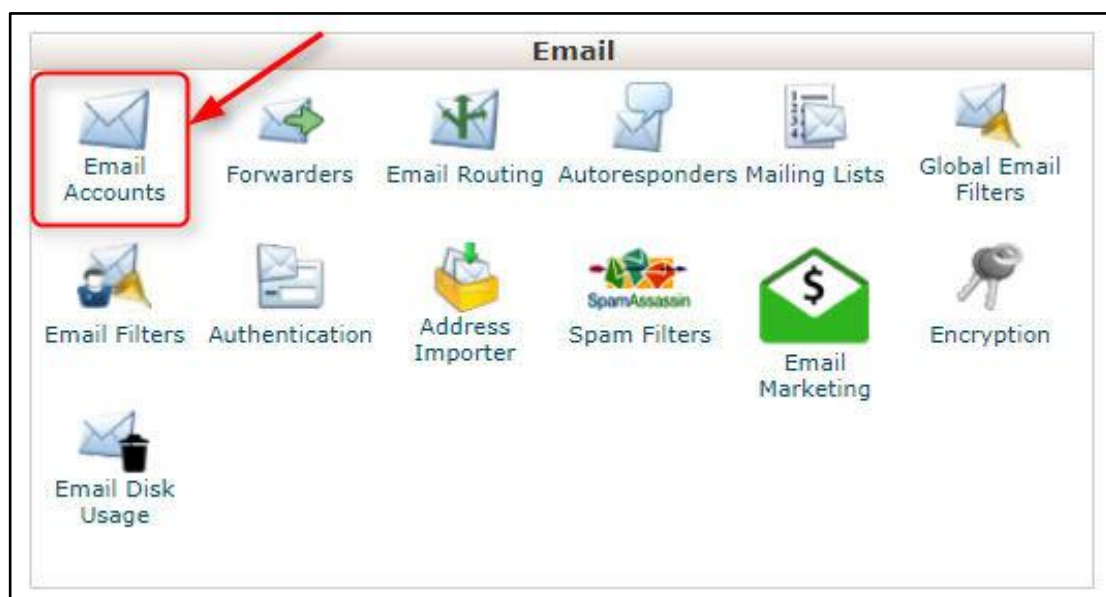 Email
Email
Accounts
Forwarders
Email Routing
Autoresponders
Mailing Lists
Global Email
Filters
Email Filters
Authentication
Address
Importer
SpamAssassin
Spam Filters
$
Email
Marketing
Encryption
Email Disk
Usage